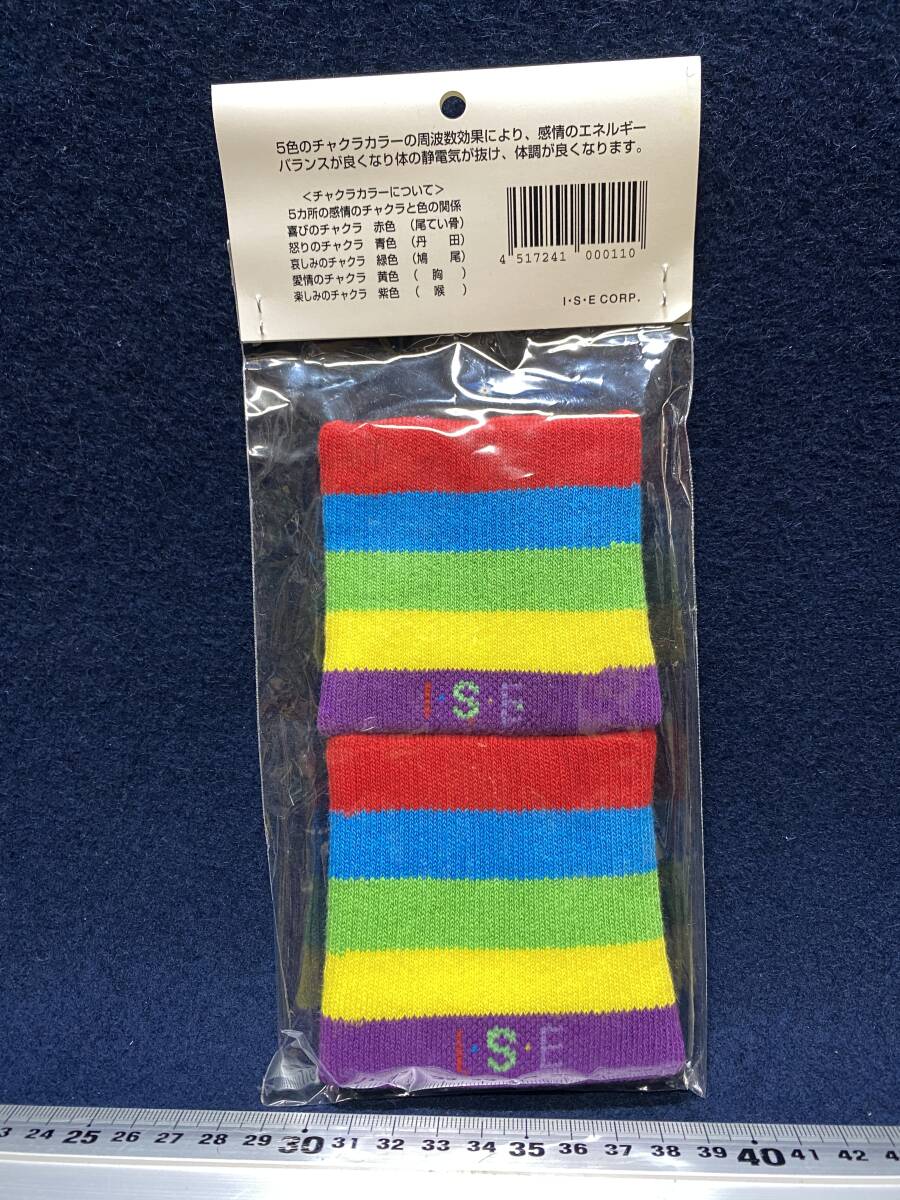 5色のチャクラカラーの周波数効果により、感情のエネルギー
バランスが良くなり体の静電気が抜け、体調が良くなります。
<チャクラカラーについて>
5カ所の感情のチャクラと色の関係
喜びのチャクラ 赤色 (尾てい骨)
怒りのチャクラ 青色 (丹 田)
哀しみのチャクラ 緑色 (鳩 尾)
愛情のチャクラ 黄色 (胸)
楽しみのチャクラ 紫色 (喉)
4 517241 000110
I・S・E CORP.
I・S・E
I・S・E
24 25 26 27 28 29 30 31 32 33 34 35 36 37 38 39 40 41 42